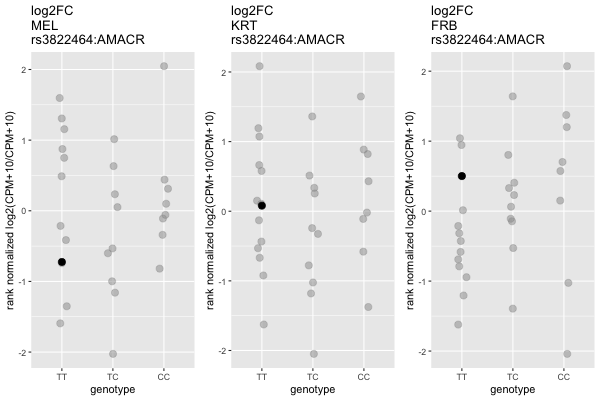 log2FC
MEL
rs3822464:AMACR
rank normalized log2(CPM+10/CPM+10)
2
1
0
-1
-2
TT
TC
CC
genotype
log2FC
KRT
rs3822464:AMACR
rank normalized log2(CPM+10/CPM+10)
2
1
0
-1
-2
TT
TC
CC
genotype
log2FC
FRB
rs3822464:AMACR
rank normalized log2(CPM+10/CPM+10)
2
1
0
-1
-2
TT
TC
CC
genotype